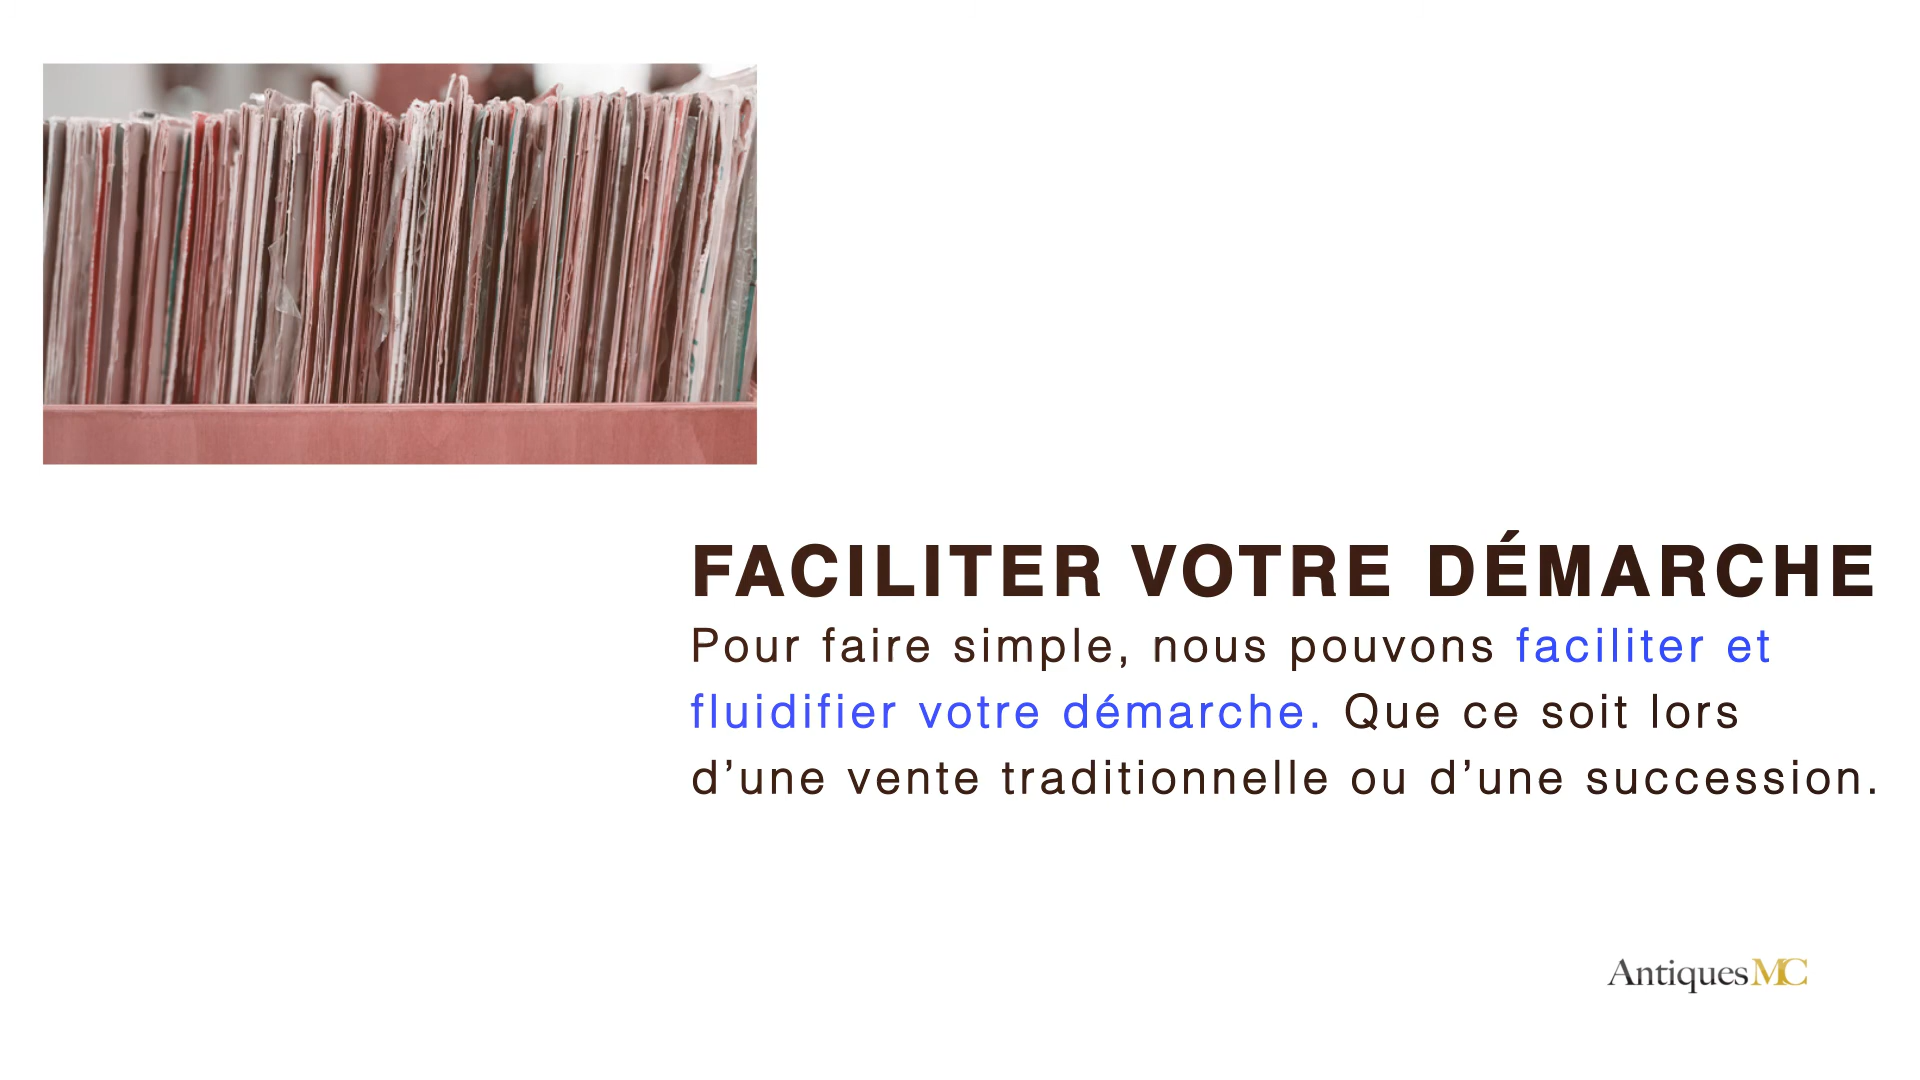 FACILITER VOTRE DÉMARCHE
Pour faire simple, nous pouvons faciliter et
fluidifier votre démarche. Que ce soit lors
d’une vente traditionnelle ou d’une succession.
AntiquesMC